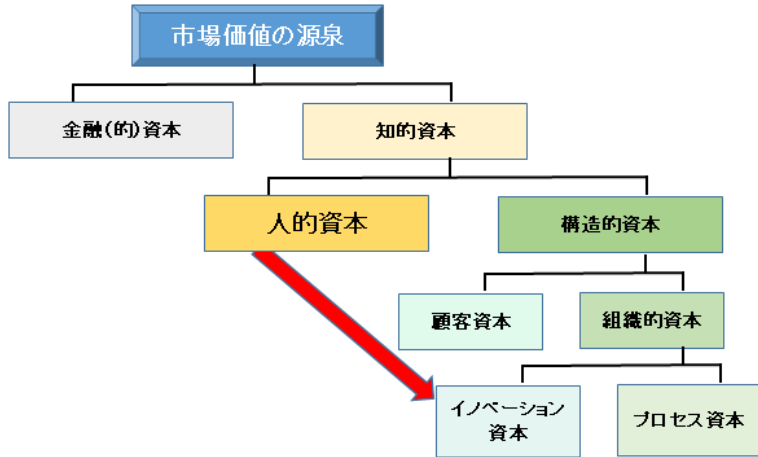 市場価値の源泉
金融(的)資本
知的資本
人的資本
構造的資本
顧客資本
組織的資本
イノベーション
資本
プロセス資本